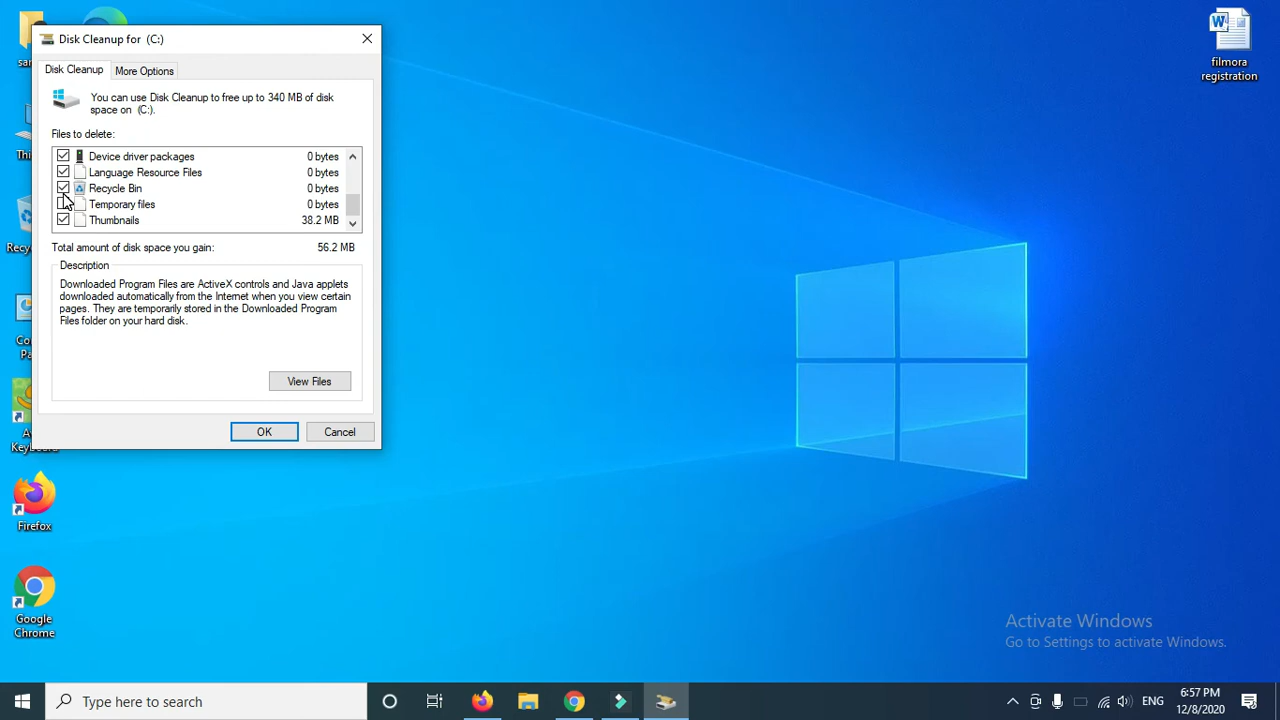 Disk Cleanup for  (C:)
Disk Cleanup
More Options
You can use Disk Cleanup to free up to 340 MB of disk
space on  (C:).
Files to delete:
Device driver packages 0 bytes
Language Resource Files 0 bytes
Recycle Bin 0 bytes
Temporary files 0 bytes
Thumbnails 38.2 MB
Total amount of disk space you gain: 56.2 MB
Description
Downloaded Program Files are ActiveX controls and Java applets
downloaded automatically from the Internet when you view certain
pages. They are temporarily stored in the Downloaded Program
Files folder on your hard disk.
View Files
OK
Cancel
Firefox
Google
Chrome
filmora
registration
Activate Windows
Go to Settings to activate Windows.
Type here to search
ENG
6:57 PM
12/8/2020